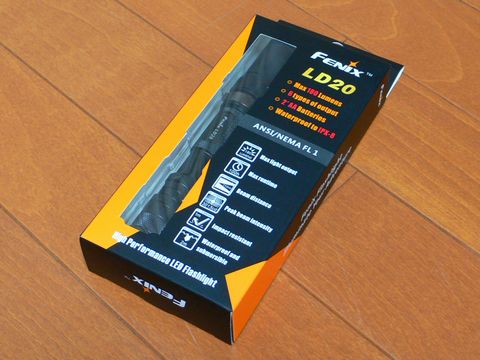 FENIX™
LD20
Max 180 Lumens
6 types of output
2*AA Batteries
Waterproof to IPX-8
ANSI/NEMA FL 1
Max light output
Max runtime
Beam distance
Peak beam intensity
Impact resistant
Waterproof and
submersible
High Performance LED Flashlight
FENIX